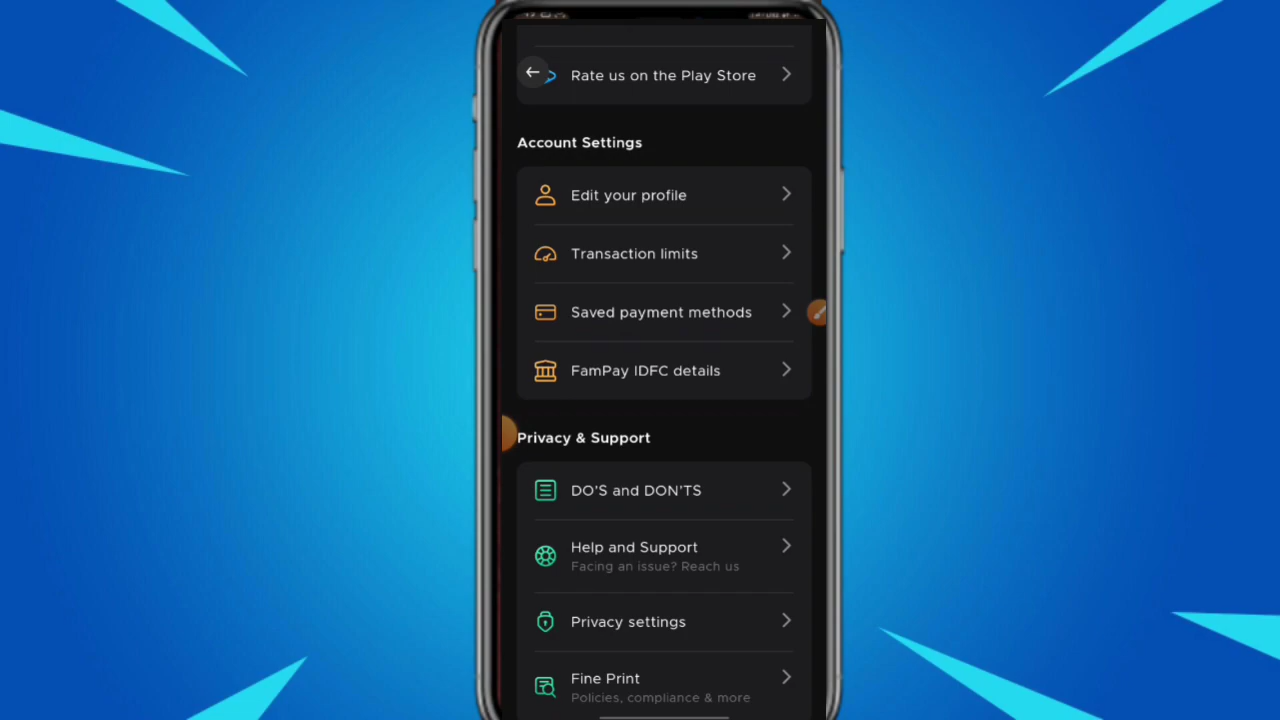 Rate us on the Play Store
Account Settings
Edit your profile
Transaction limits
Saved payment methods
FamPay IDFC details
Privacy & Support
DO'S and DON'TS
Help and Support
Facing an issue? Reach us
Privacy settings
Fine Print
Policies, compliance & more